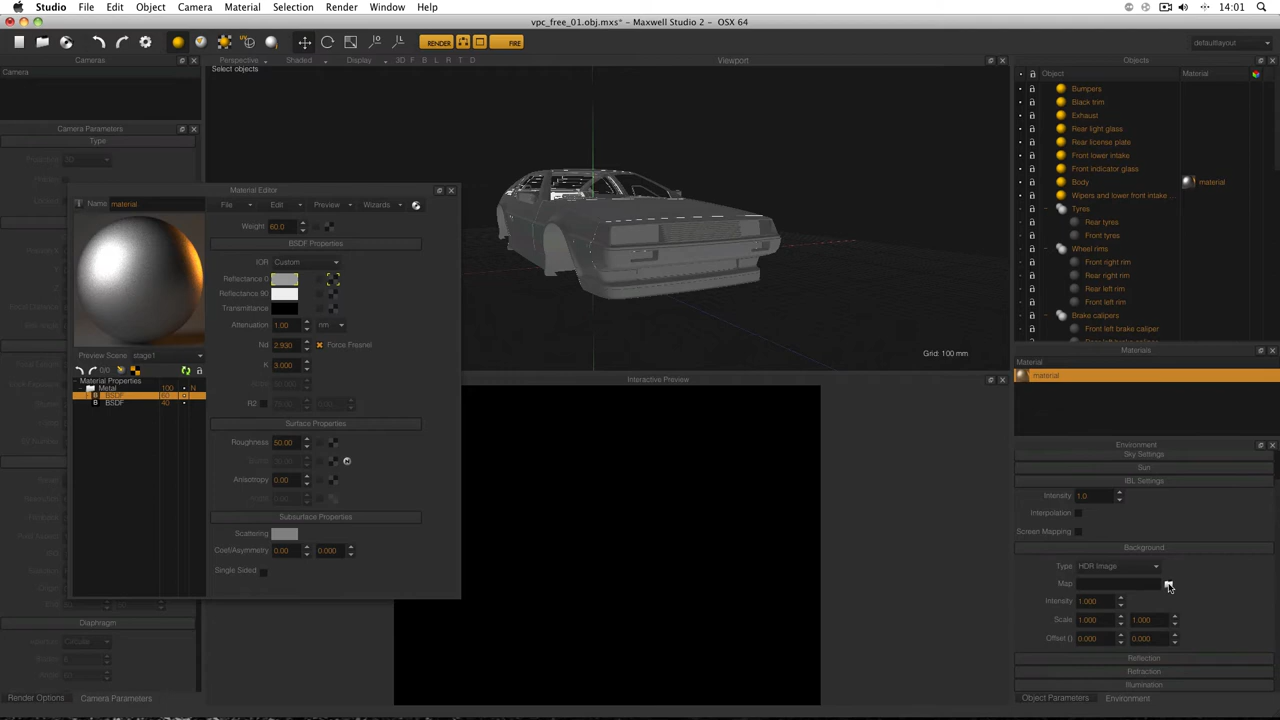 Studio File Edit Object Camera Material Selection Render Window Help 14:01
vpc_free_01.obj.mxs* - Maxwell Studio 2 - OSX 64
RENDER FIRE defaultlayout
Cameras
Camera
Camera Parameters
Type
Diaphragm
Render Options Camera Parameters
Perspective Shaded Display 3D F B L R T D Viewport
Select objects
Grid: 100 mm
Interactive Preview
Material Editor
Name material File Edit Preview Wizards
Weight 60.0
BSDF Properties
IOR Custom
Reflectance 0
Reflectance 90
Transmittance
Attenuation 1.00 nm
Nd 2.930 Force Fresnel
K 3.000
R2
Surface Properties
Roughness 50.00
Anisotropy 0.00
Subsurface Properties
Scattering
Coef/Asymmetry 0.00 0.000
Single Sided
Preview Scene stage1
0/0
Material Properties
Metal 100 N
B BSDF 60
B BSDF 40
Objects
Object Material
Bumpers
Black trim
Exhaust
Rear light glass
Rear license plate
Front lower intake
Front indicator glass
Body material
Wipers and lower front intake ...
Tyres
Rear tyres
Front tyres
Wheel rims
Front right rim
Rear right rim
Rear left rim
Front left rim
Brake calipers
Front left brake caliper
Materials
Material
material
Environment
Sky Settings
Sun
IBL Settings
Intensity 1.0
Interpolation
Screen Mapping
Background
Type HDR Image
Map
Intensity 1.000
Scale 1.000 1.000
Offset () 0.000 0.000
Reflection
Refraction
Illumination
Object Parameters Environment